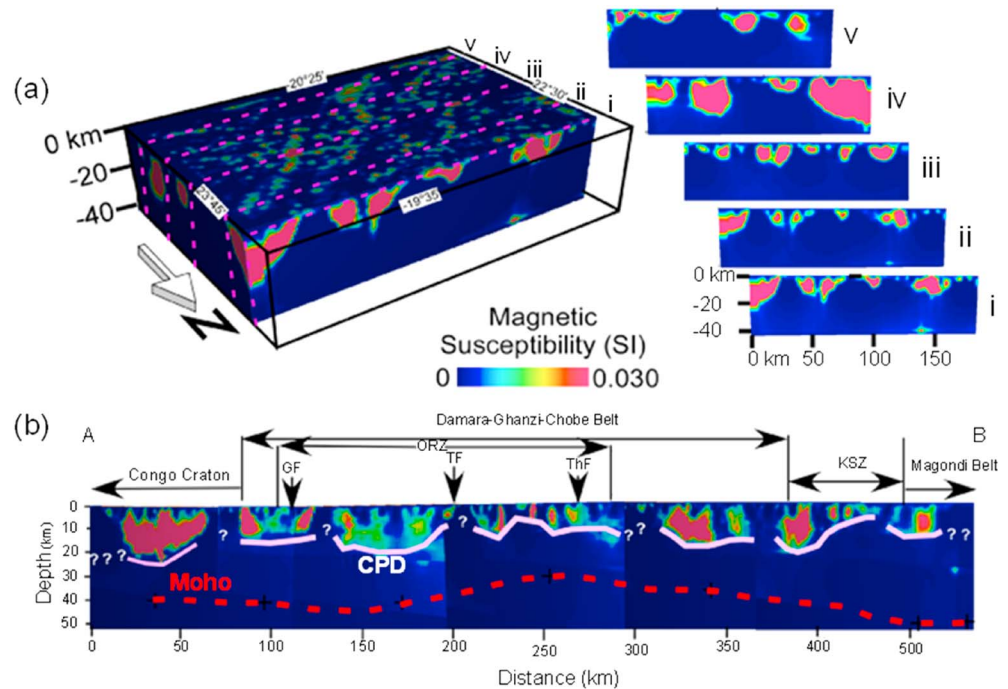 (a)
v
iv
iii
ii
i
-20°25'
-22°30'
0 km
-20
-40
23°45'
-19°35
N
Magnetic
Susceptibility (SI)
0
0.030
v
iv
iii
ii
i
0 km
-20
-40
0 km
50
100
150
(b)
A
Damara-Ghanzi-Chobe Belt
B
Congo Craton
GF
ORZ
TF
ThF
KSZ
Magondi Belt
Depth(km)
0
10
20
30
40
50
? ? ?
?
?
? ?
?
? ?
Moho
CPD
0
50
100
150
200
250
300
350
400
450
500
Distance (km)